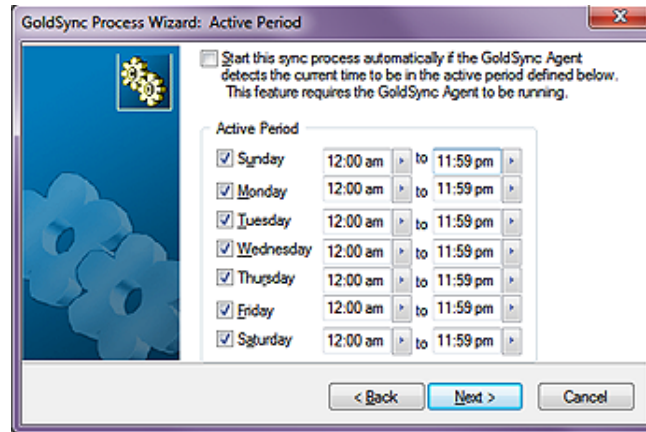 GoldSync Process Wizard: Active Period
Start this sync process automatically if the GoldSync Agent
detects the current time to be in the active period defined below.
This feature requires the GoldSync Agent to be running.
Active Period
Sunday 12:00 am to 11:59 pm
Monday 12:00 am to 11:59 pm
Tuesday 12:00 am to 11:59 pm
Wednesday 12:00 am to 11:59 pm
Thursday 12:00 am to 11:59 pm
Friday 12:00 am to 11:59 pm
Saturday 12:00 am to 11:59 pm
< Back Next > Cancel